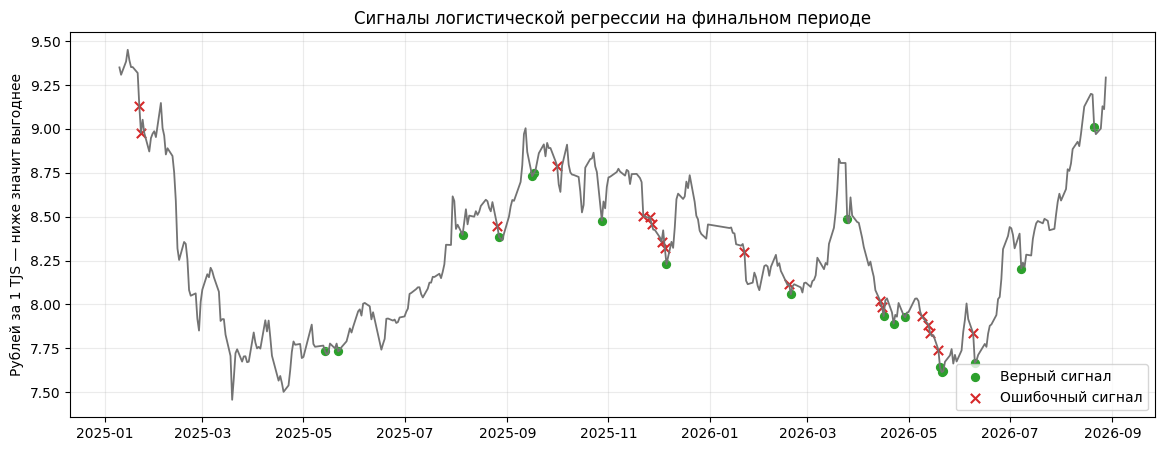 Сигналы логистической регрессии на финальном периоде
Рублей за 1 TJS — ниже значит выгоднее
9.50
9.25
9.00
8.75
8.50
8.25
8.00
7.75
7.50
Верный сигнал
Ошибочный сигнал
2025-01 2025-03 2025-05 2025-07 2025-09 2025-11 2026-01 2026-03 2026-05 2026-07 2026-09